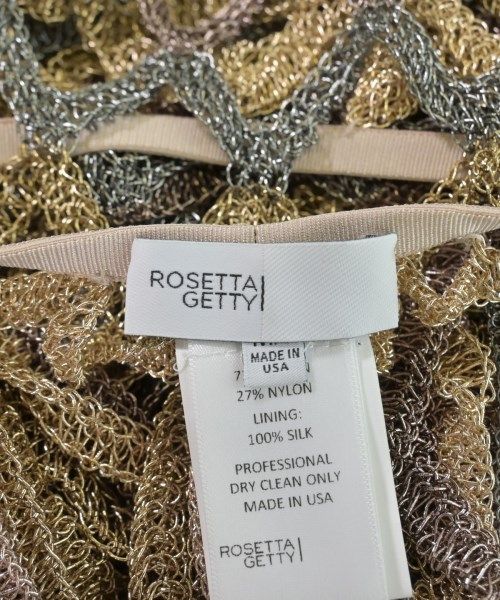 ROSETTA
GETTY
MADE IN
USA
27% NYLON
LINING:
100% SILK
PROFESSIONAL
DRY CLEAN ONLY
MADE IN USA
ROSETTA
GETTY